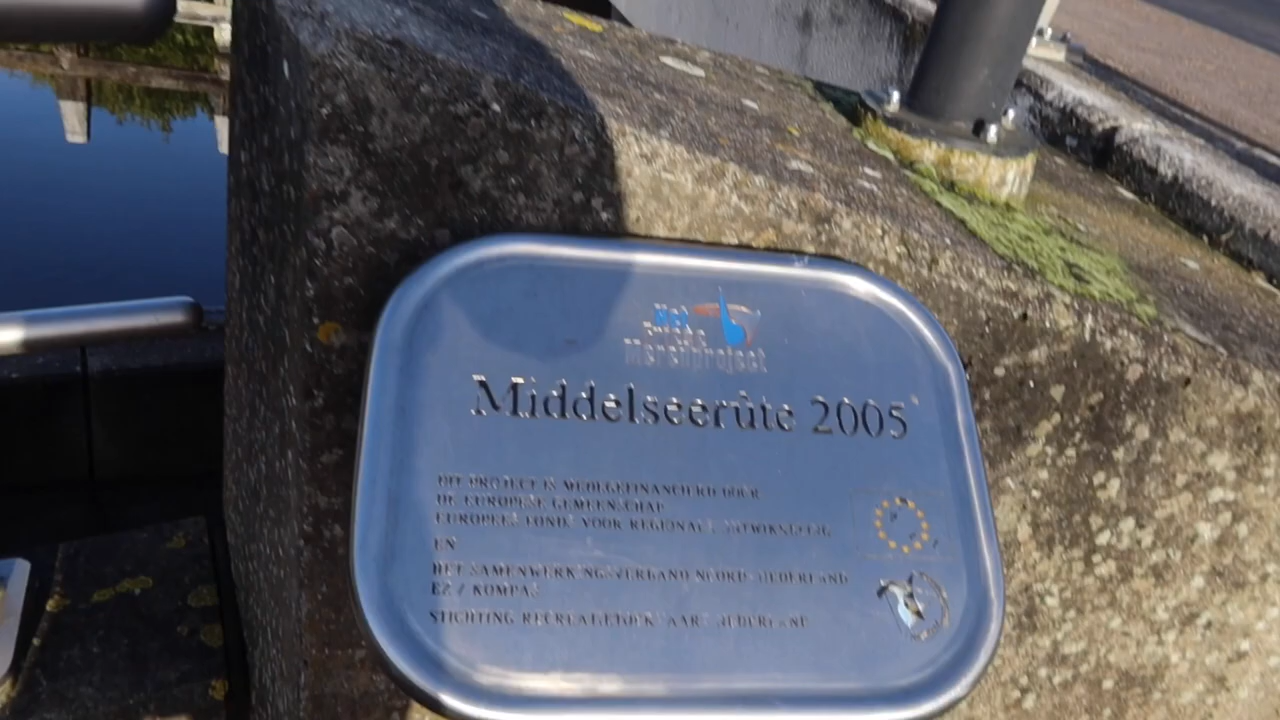 Het
Friese
Merenproject
Middelseerûte 2005
DIT PROJECT IS MEDEGEFINANCIERD DOOR
DE EUROPESE GEMEENSCHAP
EUROPEES FONDS VOOR REGIONALE ONTWIKKELING
EN
HET SAMENWERKINGSVERBAND NOORD-NEDERLAND
EZ / KOMPAS
STICHTING RECREATIETOERVAART NEDERLAND